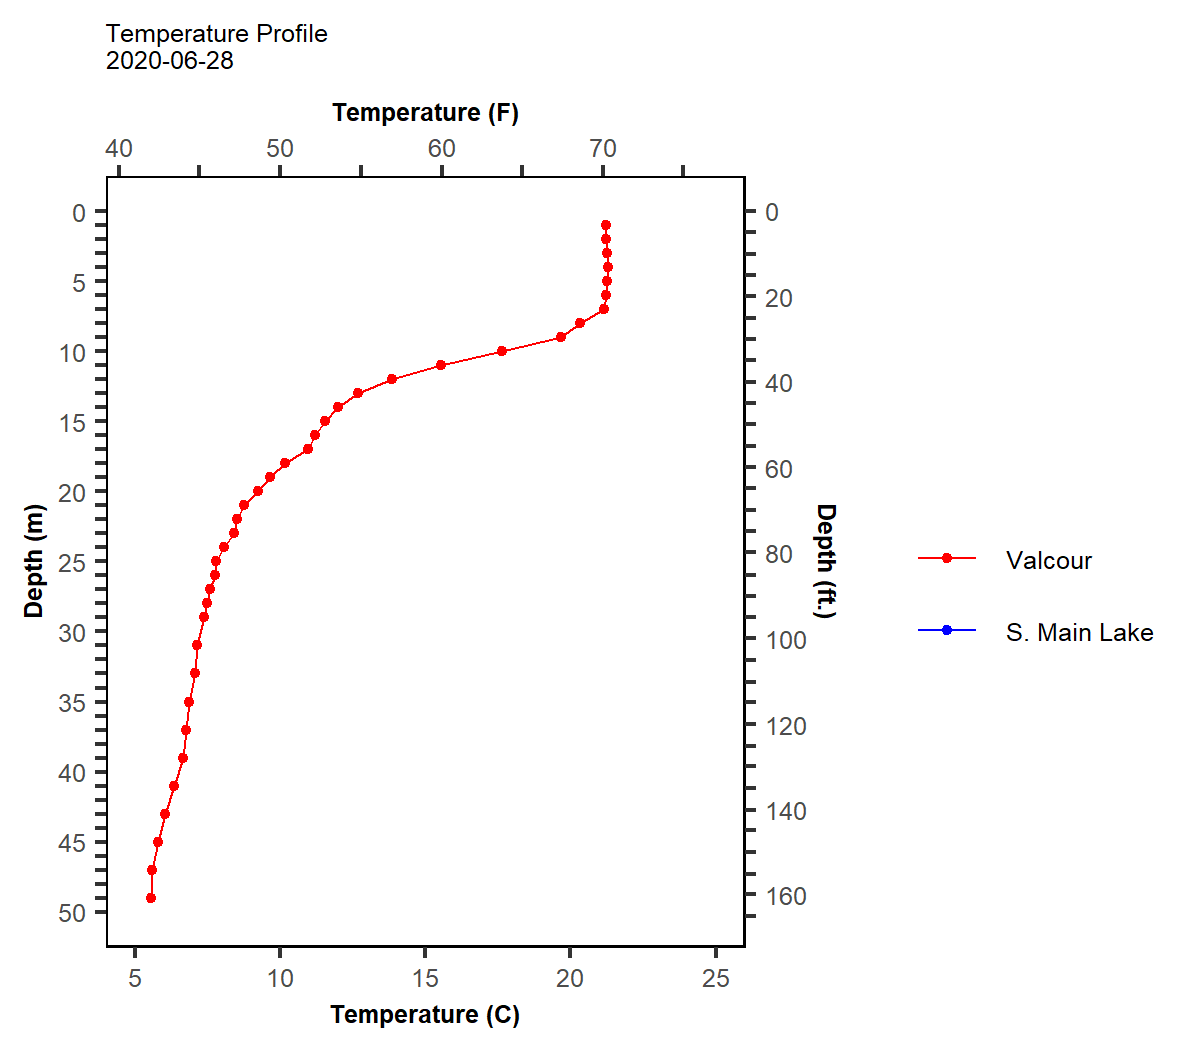 Temperature Profile
2020-06-28
Temperature (F)
40 50 60 70
0 0
5
20
10
40
15
60
20
Depth (m)
Depth (ft.)
25
80
Valcour
30
100
S. Main Lake
35
120
40
140
45
160
50
5 10 15 20 25
Temperature (C)